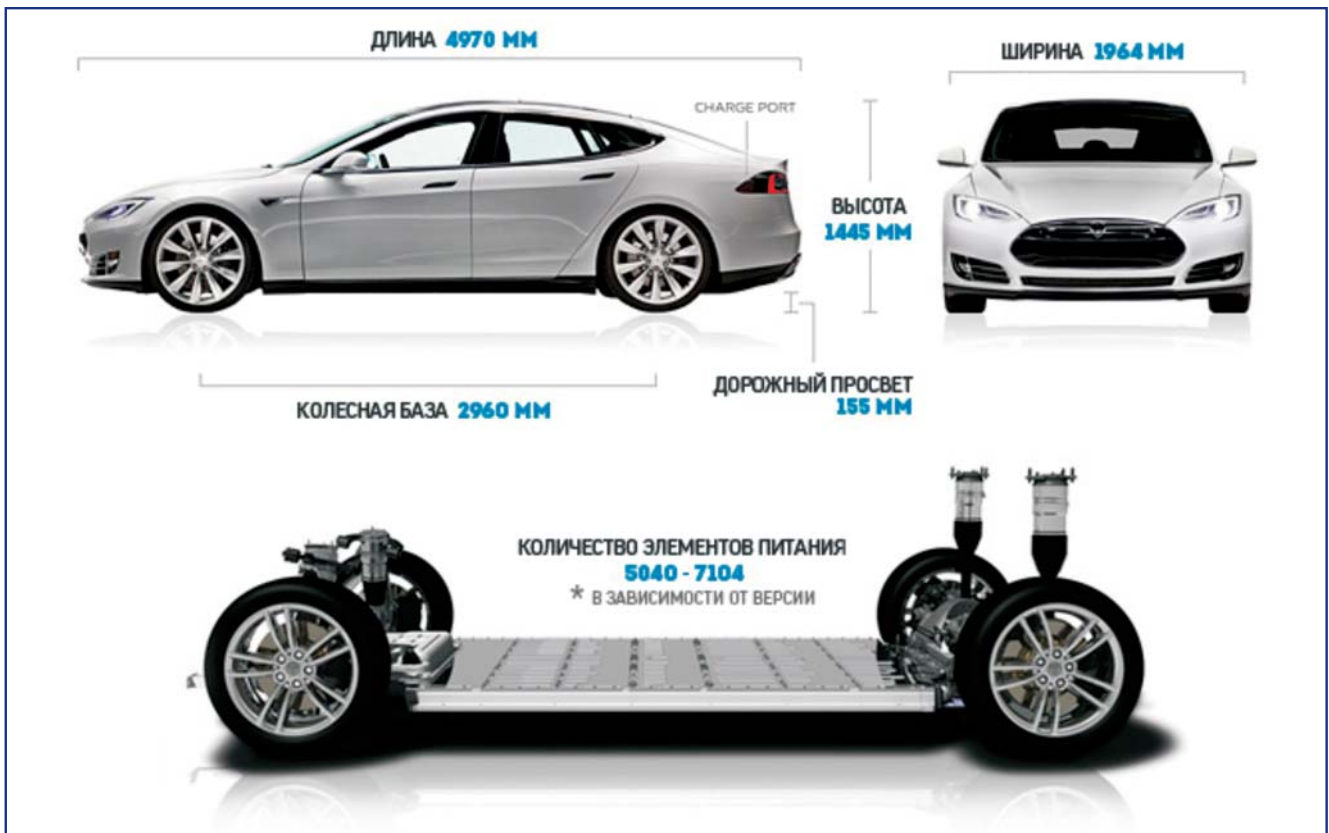 ДЛИНА 4970 ММ
ШИРИНА 1964 ММ
CHARGE PORT
ВЫСОТА
1445 ММ
ДОРОЖНЫЙ ПРОСВЕТ
155 ММ
КОЛЕСНАЯ БАЗА 2960 ММ
КОЛИЧЕСТВО ЭЛЕМЕНТОВ ПИТАНИЯ
5040 - 7104
* В ЗАВИСИМОСТИ ОТ ВЕРСИИ